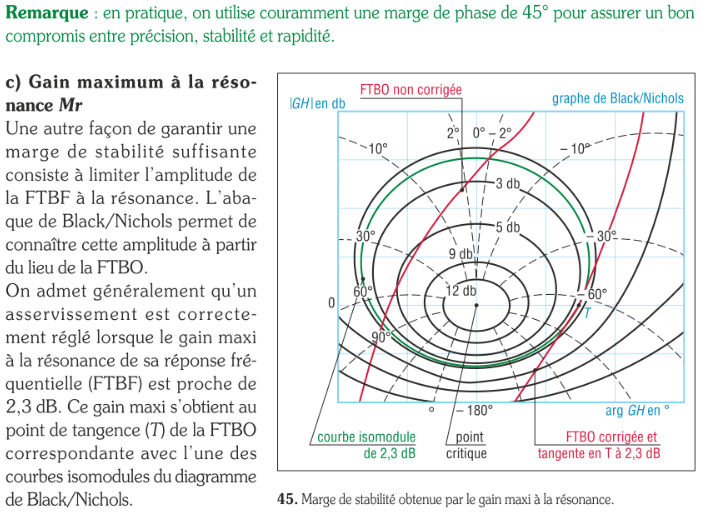 Remarque : en pratique, on utilise couramment une marge de phase de 45° pour assurer un bon
compromis entre précision, stabilité et rapidité.
c) Gain maximum à la réso-
nance Mr
Une autre façon de garantir une
marge de stabilité suffisante
consiste à limiter l'amplitude de
la FTBF à la résonance. L'aba-
que de Black/Nichols permet de
connaître cette amplitude à partir
du lieu de la FTBO.
On admet généralement qu'un
asservissement est correcte-
ment réglé lorsque le gain maxi
à la résonance de sa réponse fré-
quentielle (FTBF) est proche de
2,3 dB. Ce gain maxi s'obtient au
point de tangence (T) de la FTBO
correspondante avec l'une des
courbes isomodules du diagramme
de Black/Nichols.
FTBO non corrigée
|GH| en db
graphe de Black/Nichols
2° 0° – 2°
– 10°
– 10°
3 db
5 db
– 30°
– 30°
9 db
12 db
60°
– 60°
0
T
90°
°
– 180°
arg GH en °
courbe isomodule
de 2,3 dB
point
critique
FTBO corrigée et
tangente en T à 2,3 dB
45. Marge de stabilité obtenue par le gain maxi à la résonance.